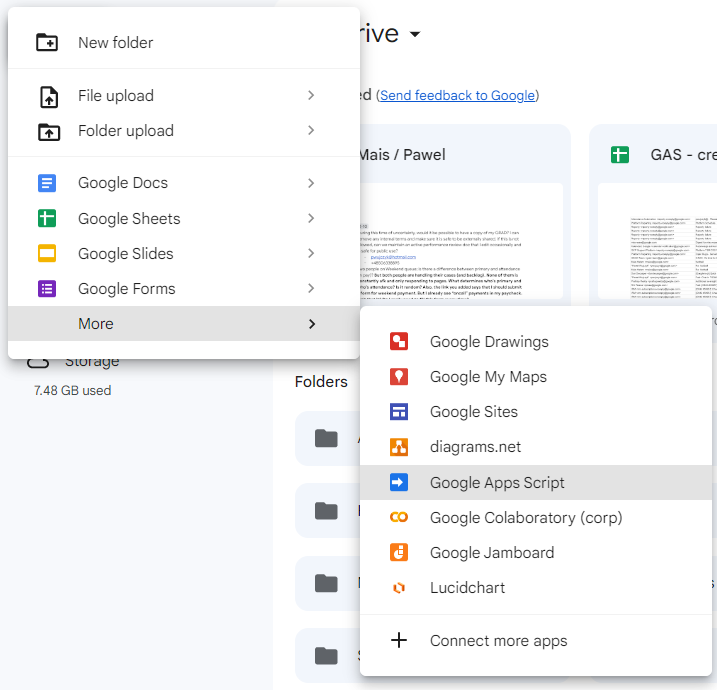 New folder
File upload
Folder upload
Google Docs
Google Sheets
Google Slides
Google Forms
More
Storage
7.48 GB used
rive
ed (Send feedback to Google)
Mais / Pawel
GAS - cre
Folders
Google Drawings
Google My Maps
Google Sites
diagrams.net
Google Apps Script
Google Colaboratory (corp)
Google Jamboard
Lucidchart
Connect more apps